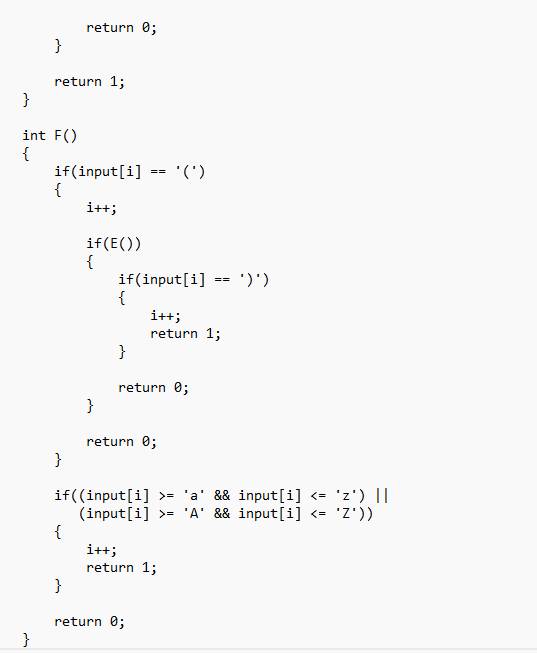 return 0;
}
return 1;
}
int F()
{
if(input[i] == '(')
{
i++;
if(E())
{
if(input[i] == ')')
{
i++;
return 1;
}
return 0;
}
return 0;
}
if((input[i] >= 'a' && input[i] <= 'z') ||
(input[i] >= 'A' && input[i] <= 'Z'))
{
i++;
return 1;
}
return 0;
}